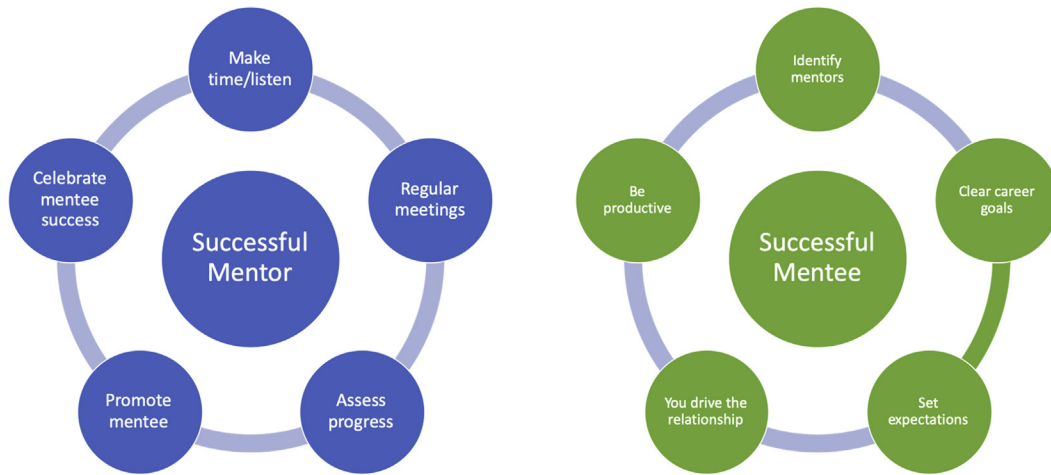 Make
time/listen
Regular
meetings
Assess
progress
Promote
mentee
Celebrate
mentee
success
Successful
Mentor
Identify
mentors
Clear career
goals
Set
expectations
You drive the
relationship
Be
productive
Successful
Mentee